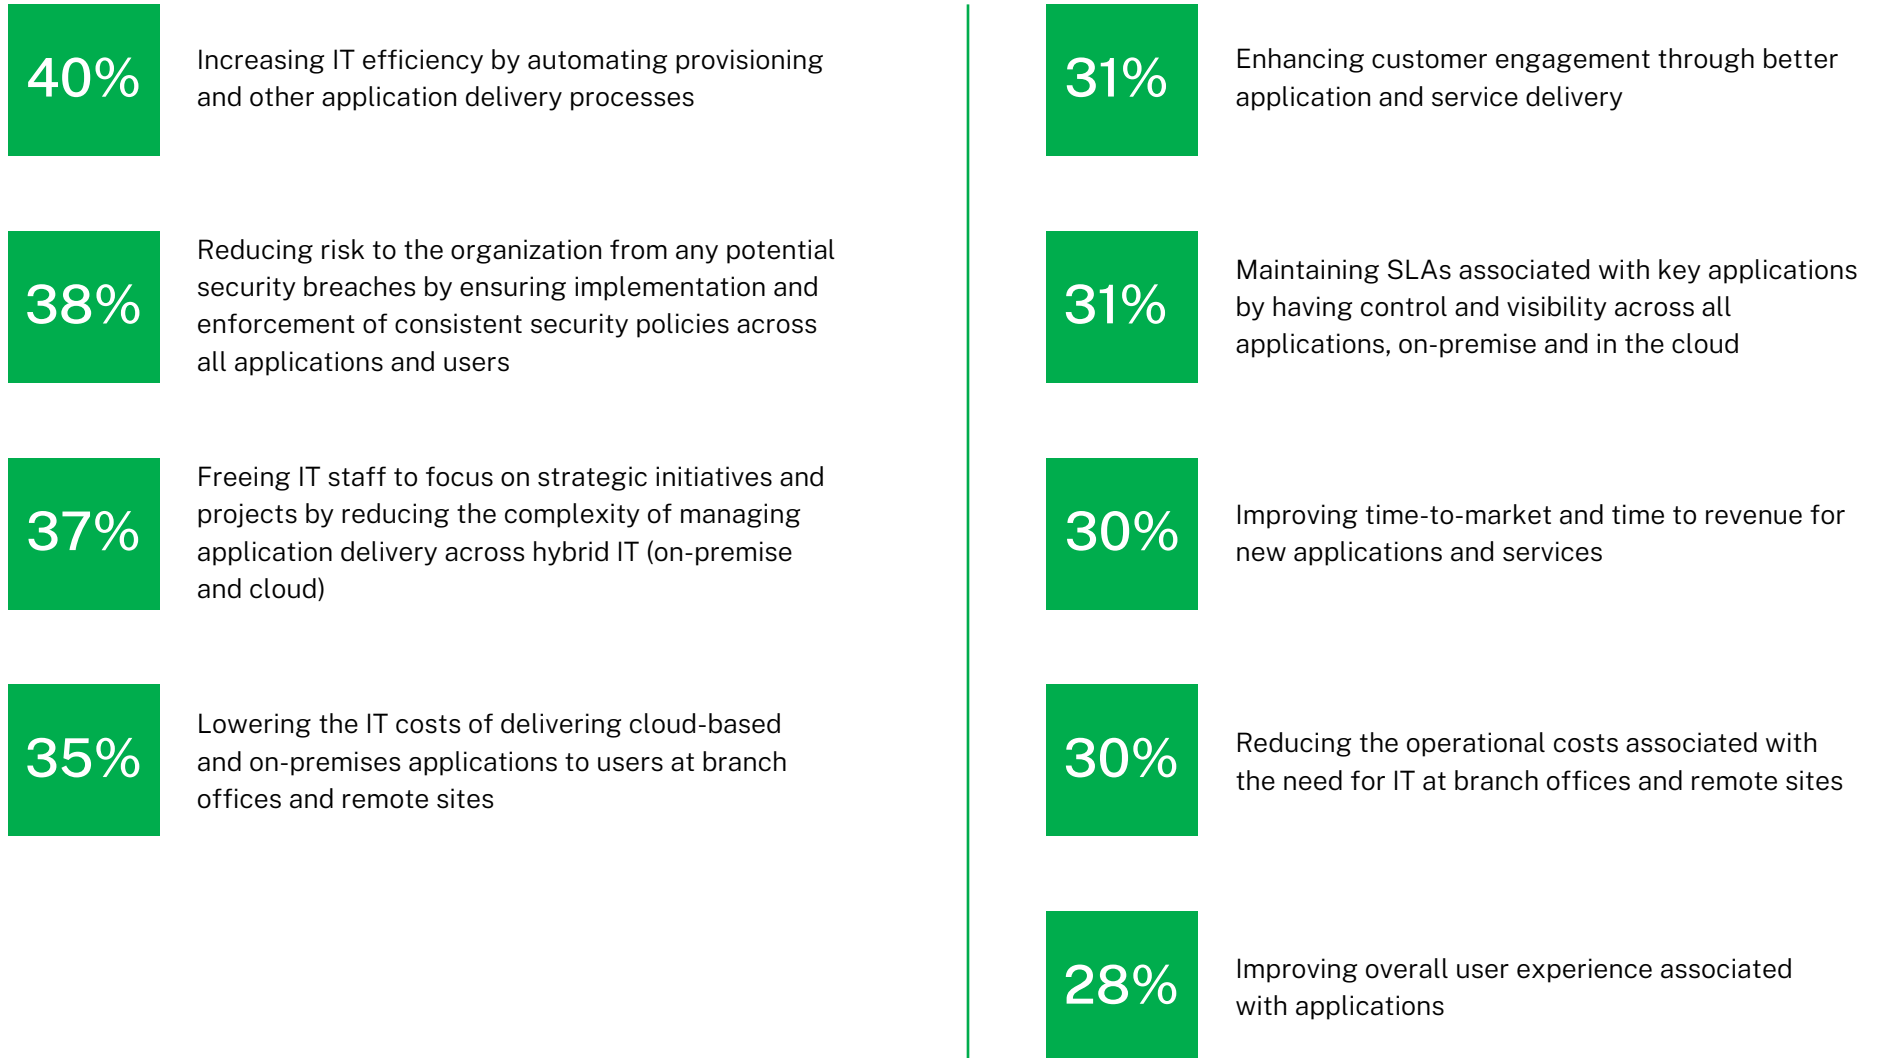 40%
Increasing IT efficiency by automating provisioning
and other application delivery processes
38%
Reducing risk to the organization from any potential
security breaches by ensuring implementation and
enforcement of consistent security policies across
all applications and users
37%
Freeing IT staff to focus on strategic initiatives and
projects by reducing the complexity of managing
application delivery across hybrid IT (on-premise
and cloud)
35%
Lowering the IT costs of delivering cloud-based
and on-premises applications to users at branch
offices and remote sites
31%
Enhancing customer engagement through better
application and service delivery
31%
Maintaining SLAs associated with key applications
by having control and visibility across all
applications, on-premise and in the cloud
30%
Improving time-to-market and time to revenue for
new applications and services
30%
Reducing the operational costs associated with
the need for IT at branch offices and remote sites
28%
Improving overall user experience associated
with applications